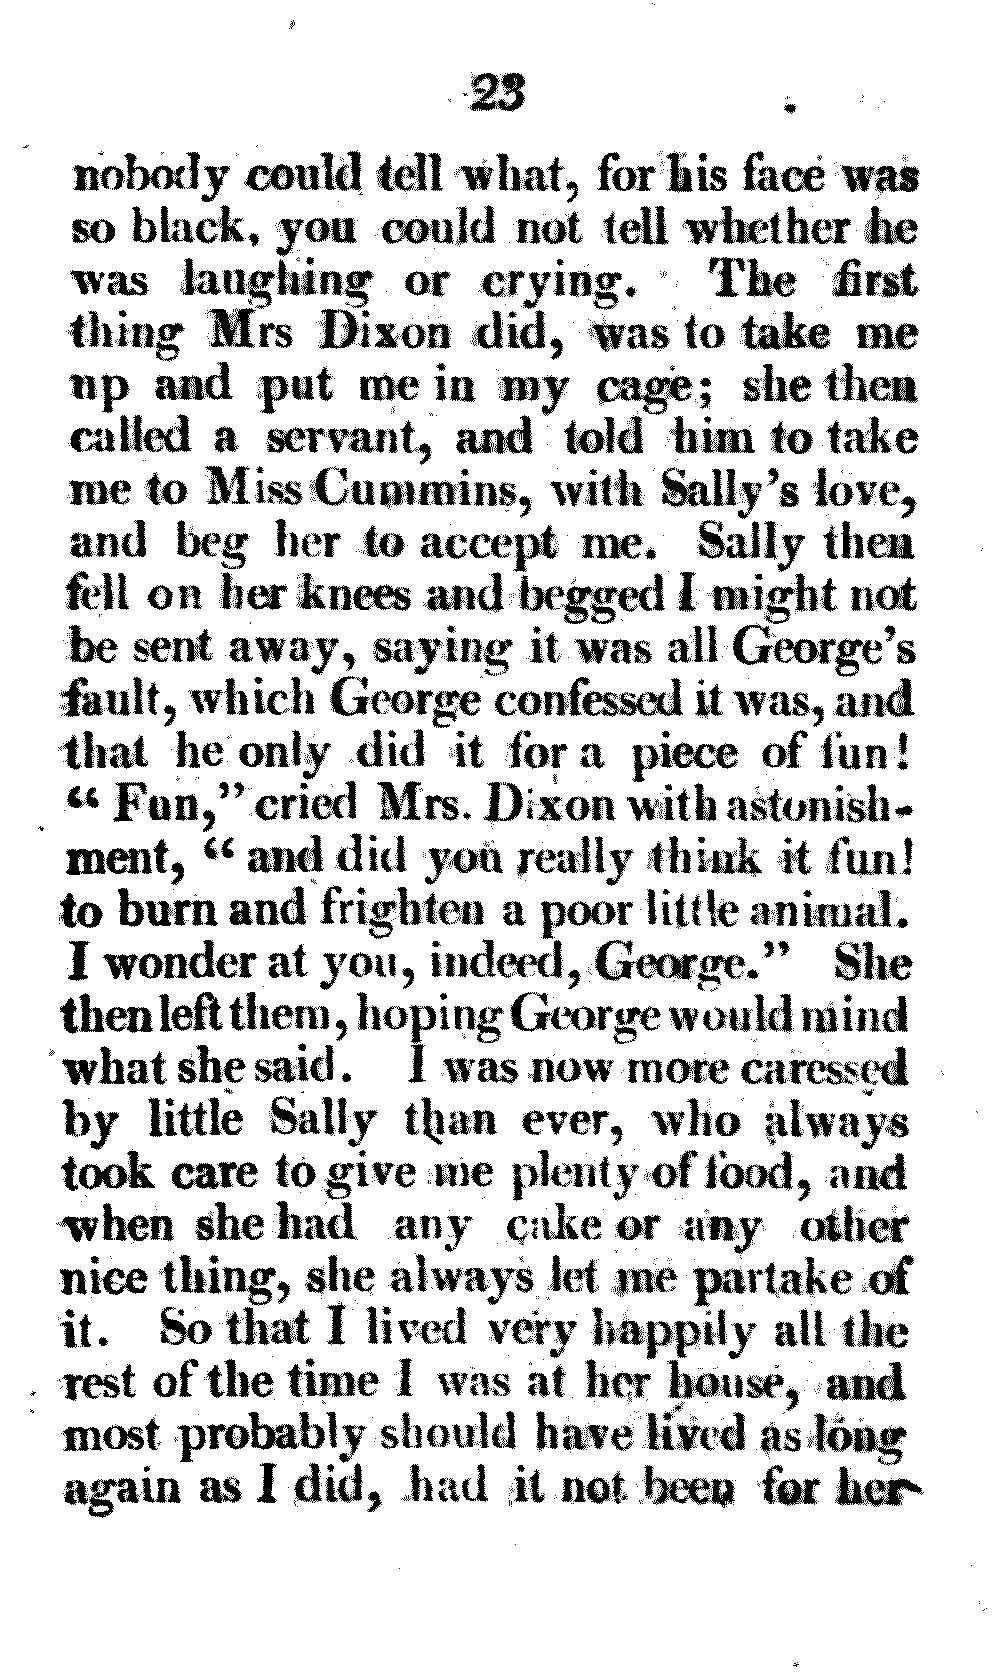 23
nobody could tell what, for his face was
so black, you could not tell whether he
was laughing or crying. The first
thing Mrs Dixon did, was to take me
up and put me in my cage; she then
called a servant, and told him to take
me to Miss Cummins, with Sally's love,
and beg her to accept me. Sally then
fell on her knees and begged I might not
be sent away, saying it was all George's
fault, which George confessed it was, and
that he only did it for a piece of fun!
“ Fun,” cried Mrs. Dixon with astonish-
ment, “ and did you really think it fun!
to burn and frighten a poor little animal.
I wonder at you, indeed, George.” She
then left them, hoping George would mind
what she said. I was now more caressed
by little Sally than ever, who always
took care to give me plenty of food, and
when she had any cake or any other
nice thing, she always let me partake of
it. So that I lived very happily all the
rest of the time I was at her house, and
most probably should have lived as long
again as I did, had it not been for her